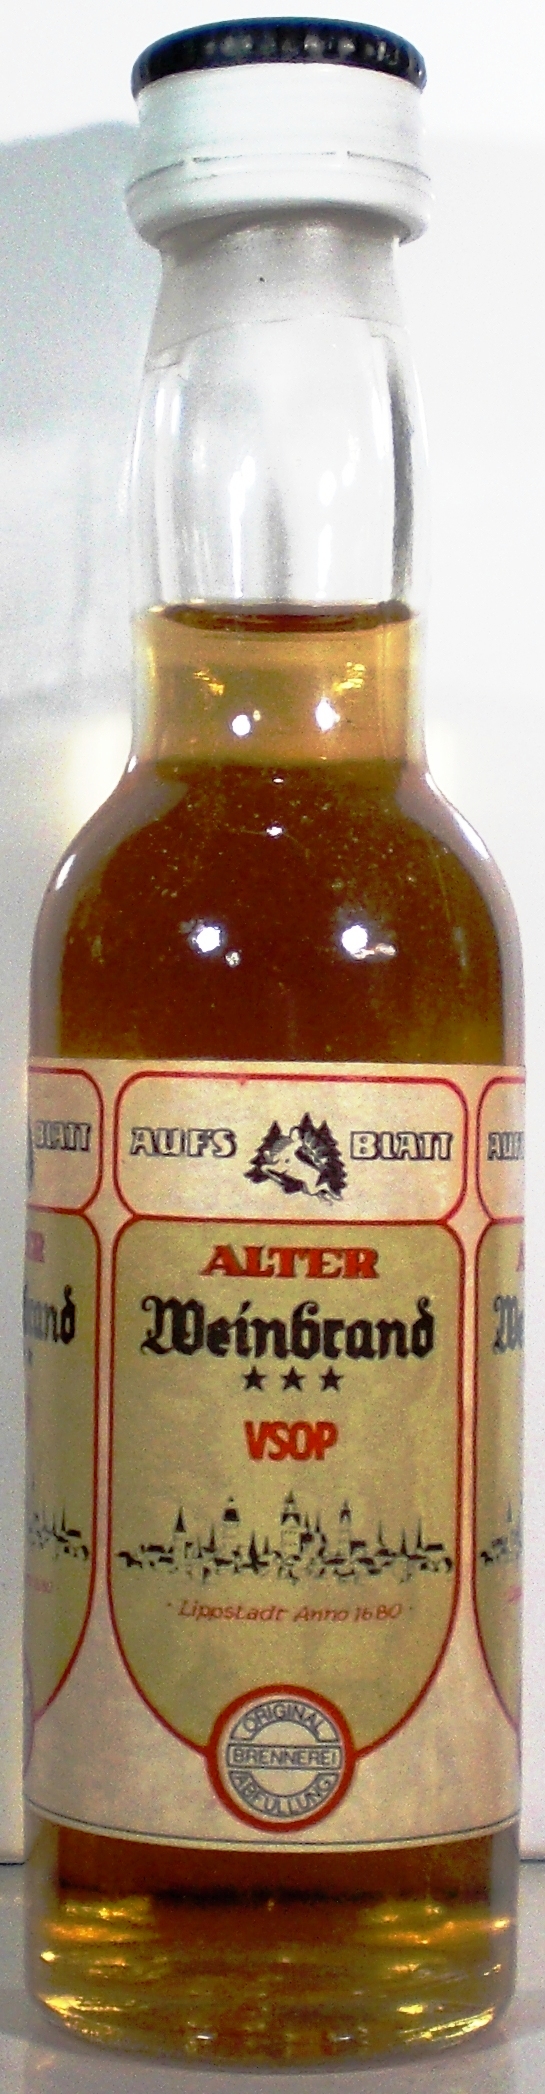 AUFS BLATT
ALTER
Weinbrand
★★★
VSOP
· Lippstadt Anno 1680 ·
ORIGINAL
BRENNEREI
ABFÜLLUNG